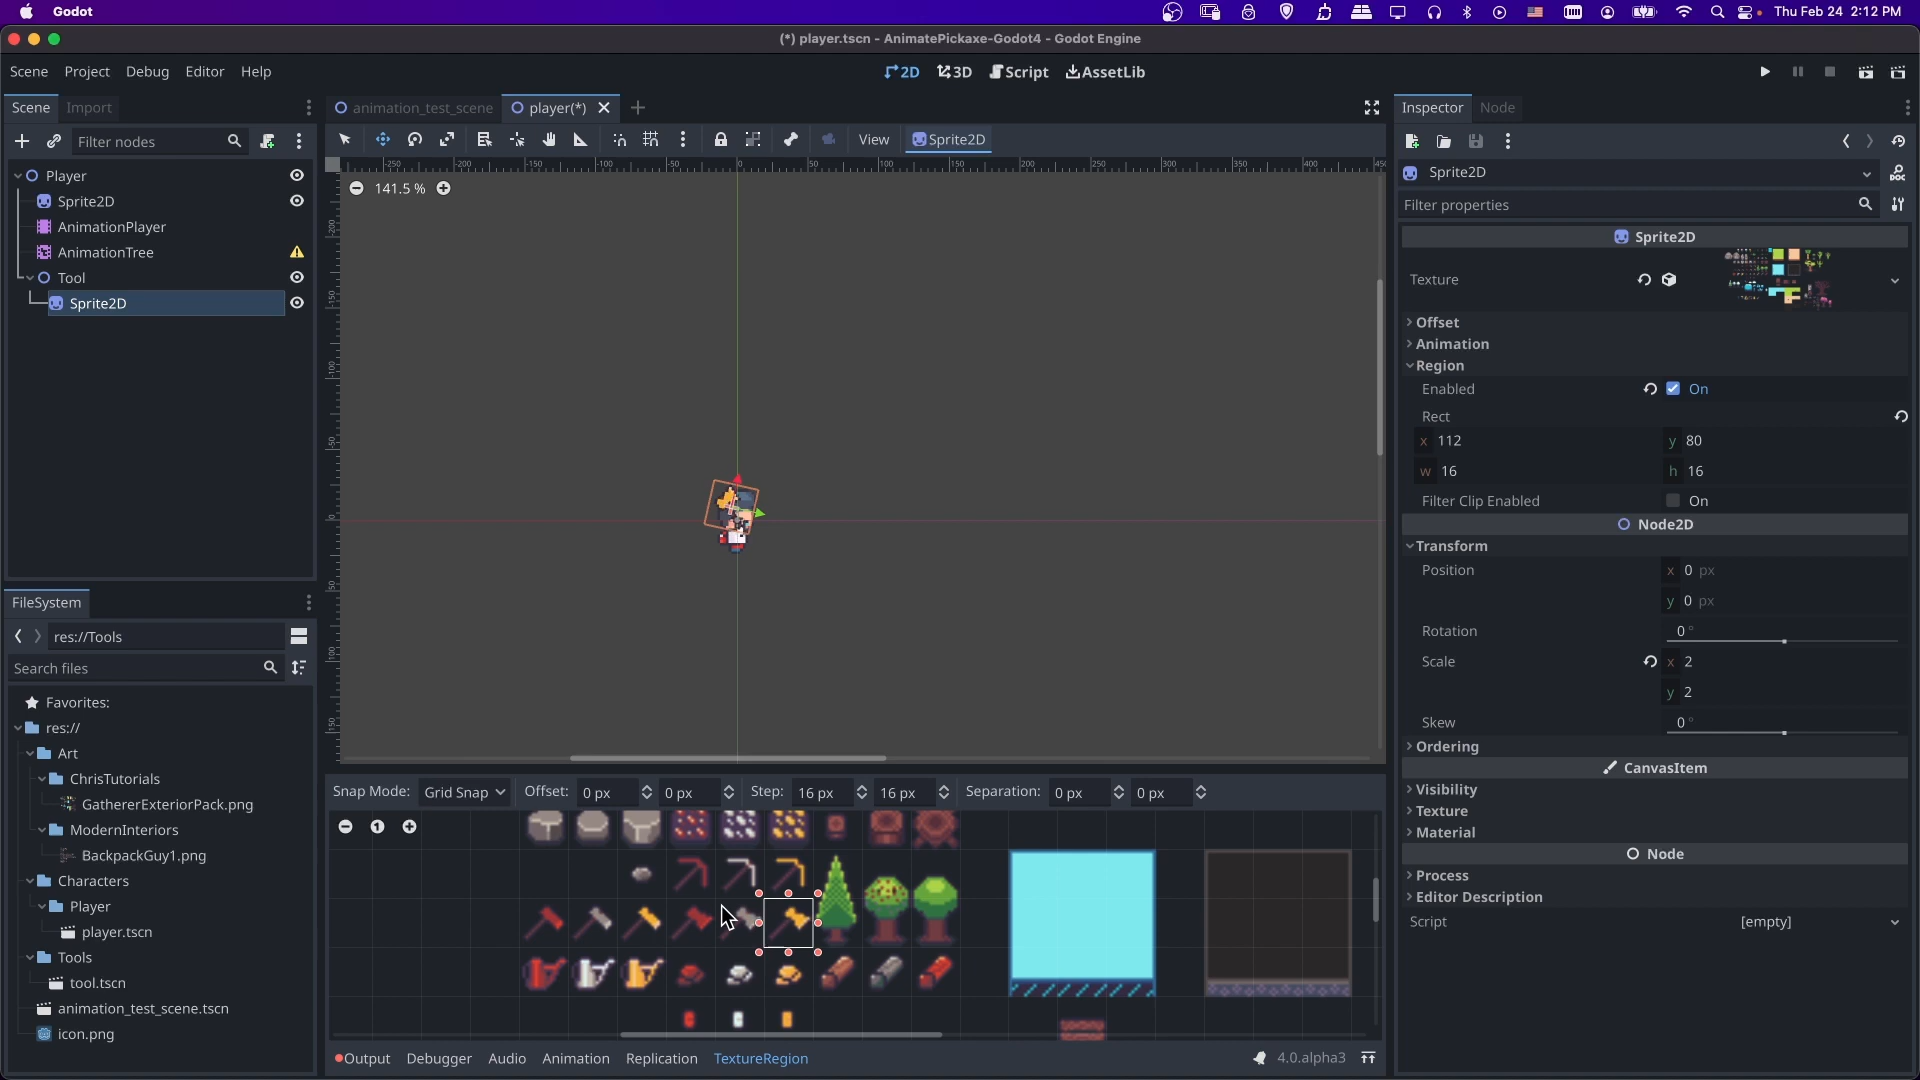 Godot
Thu Feb 24 2:12 PM
(*) player.tscn - AnimatePickaxe-Godot4 - Godot Engine
Scene Project Debug Editor Help
2D 3D Script AssetLib
Scene Import
animation_test_scene player(*)
Inspector Node
Filter nodes
View Sprite2D
141.5 %
Player
Sprite2D
AnimationPlayer
AnimationTree
Tool
Sprite2D
Sprite2D
Filter properties
Sprite2D
Texture
Offset
Animation
Region
Enabled On
Rect
x 112 y 80
w 16 h 16
Filter Clip Enabled On
Node2D
Transform
Position x 0 px
y 0 px
Rotation 0 °
Scale x 2
y 2
Skew 0 °
Ordering
CanvasItem
Visibility
Texture
Material
Node
Process
Editor Description
Script [empty]
FileSystem
res://Tools
Search files
Favorites:
res://
Art
ChrisTutorials
GathererExteriorPack.png
ModernInteriors
BackpackGuy1.png
Characters
Player
player.tscn
Tools
tool.tscn
animation_test_scene.tscn
icon.png
Snap Mode: Grid Snap Offset: 0 px 0 px Step: 16 px 16 px Separation: 0 px 0 px
1
Output Debugger Audio Animation Replication TextureRegion 4.0.alpha3